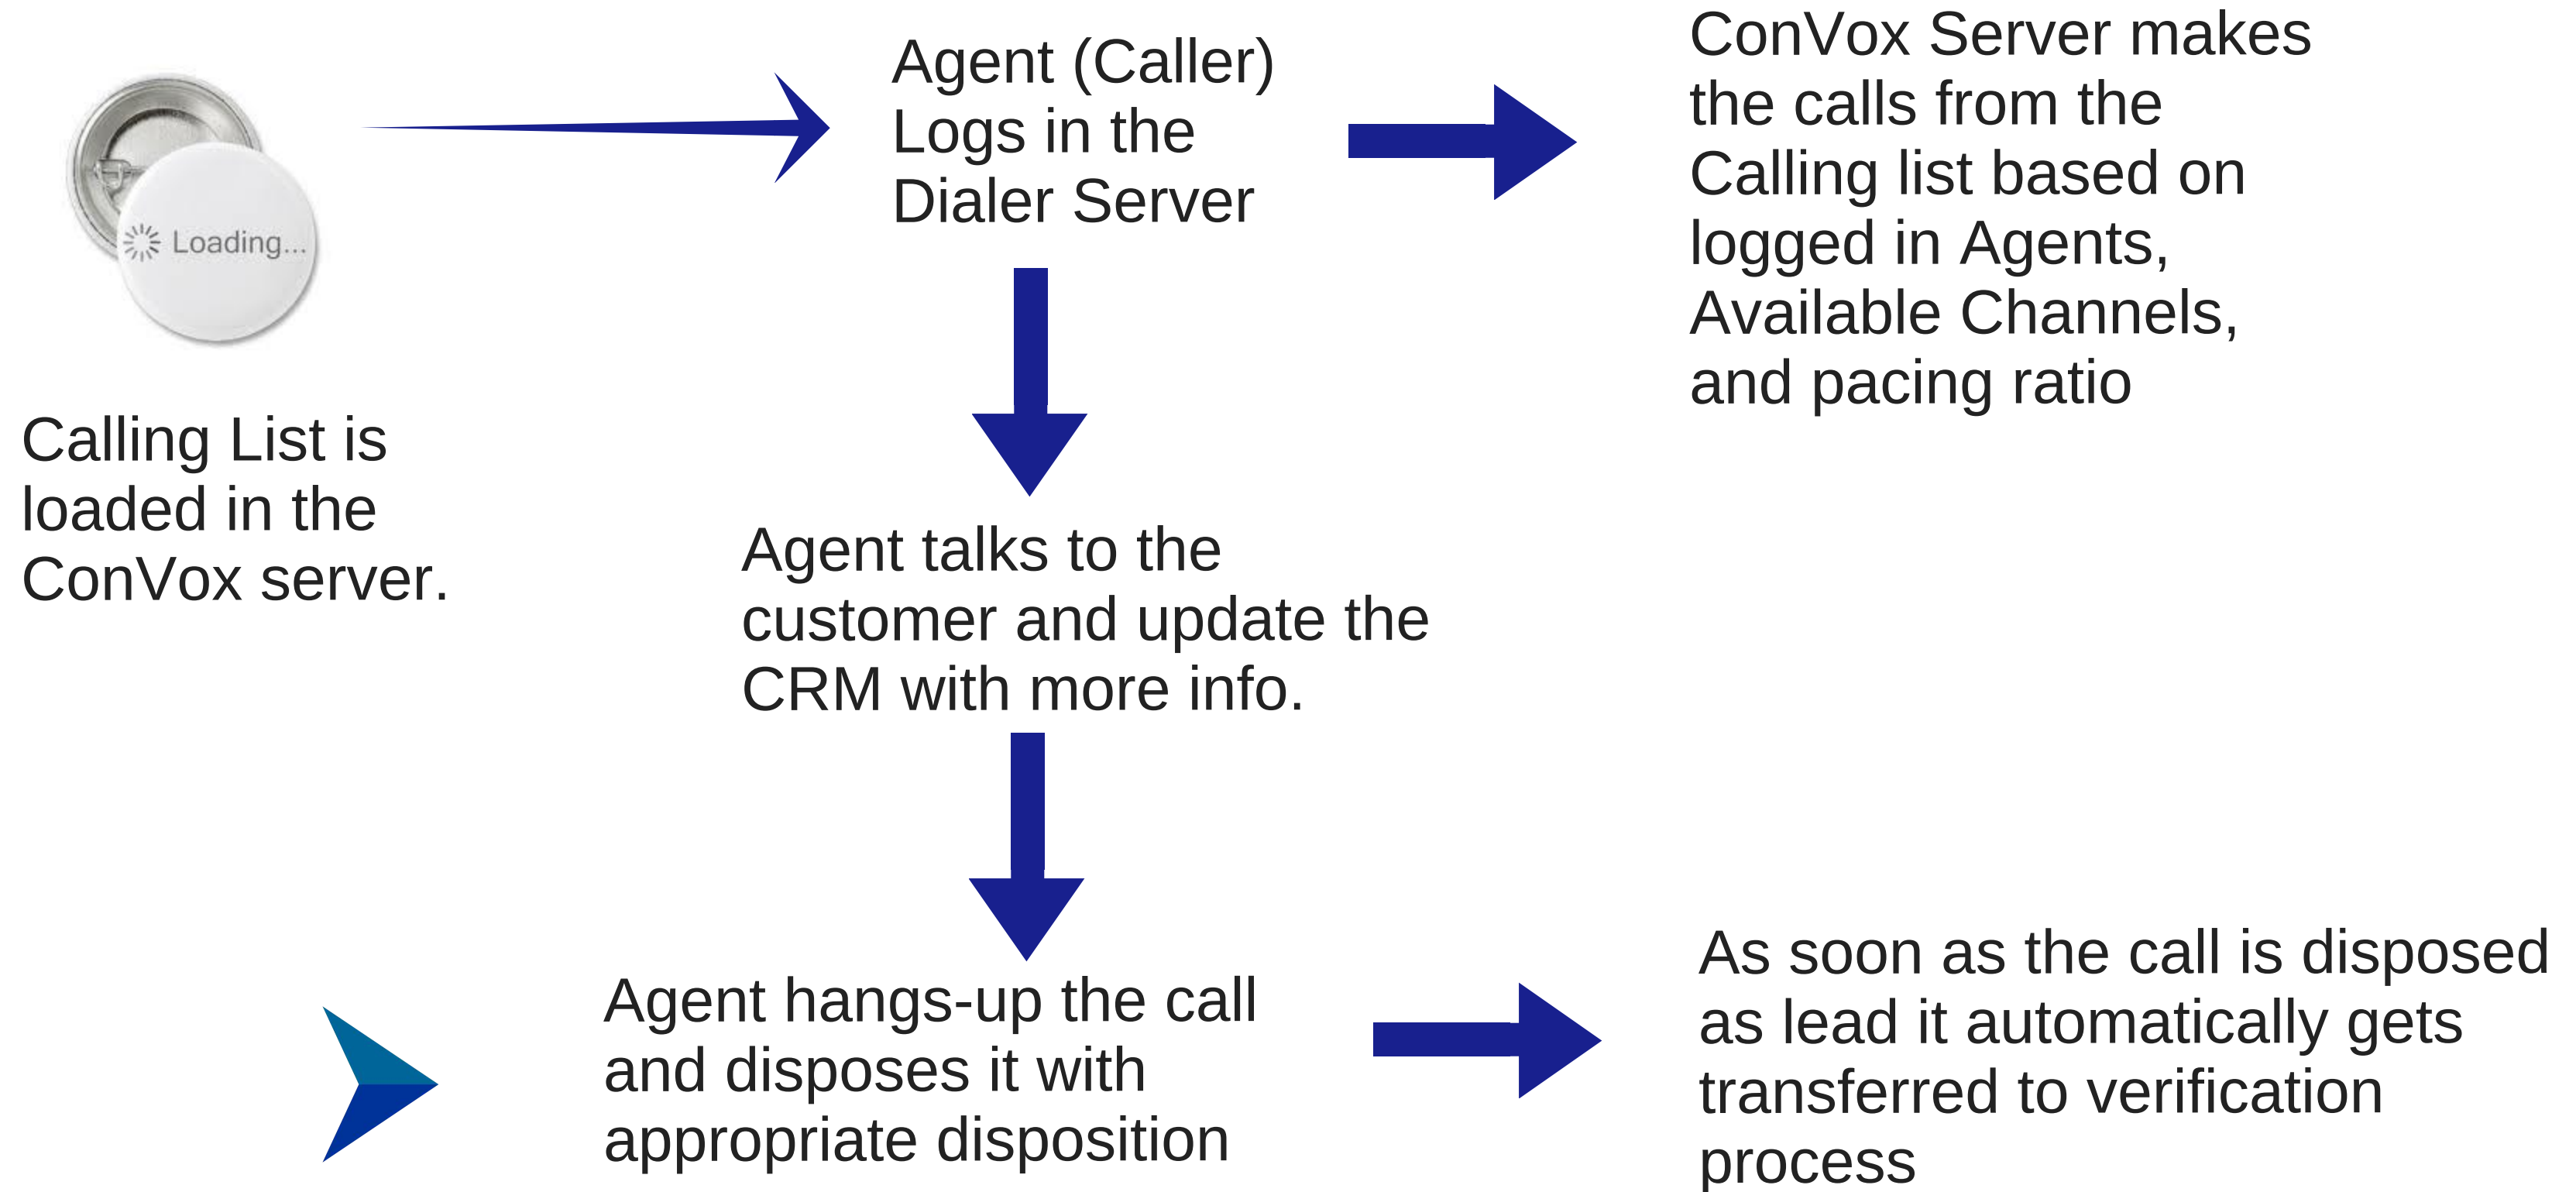 Loading...
Calling List is
loaded in the
ConVox server.
Agent (Caller)
Logs in the
Dialer Server
ConVox Server makes
the calls from the
Calling list based on
logged in Agents,
Available Channels,
and pacing ratio
Agent talks to the
customer and update the
CRM with more info.
Agent hangs-up the call
and disposes it with
appropriate disposition
As soon as the call is disposed
as lead it automatically gets
transferred to verification
process